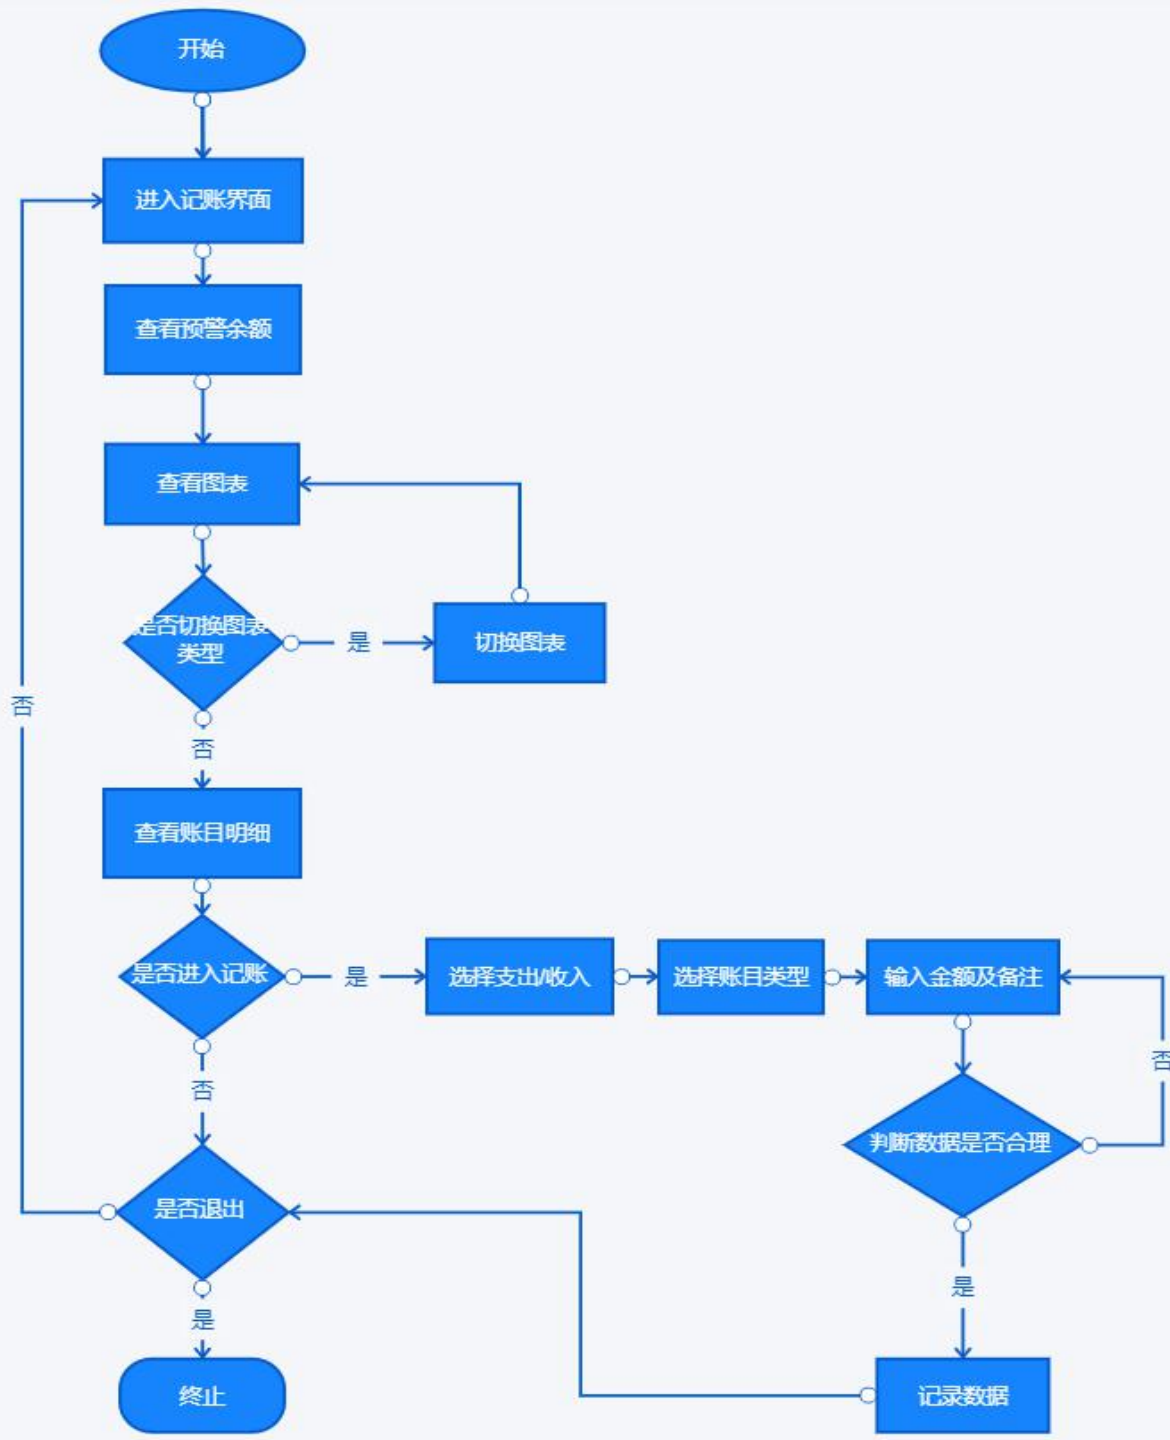 开始
进入记账界面
查看预警余额
查看图表
是否切换图表
类型
是
切换图表
否
否
查看账目明细
是否进入记账
是
选择支出/收入
选择账目类型
输入金额及备注
否
否
判断数据是否合理
是否退出
是
是
终止
记录数据